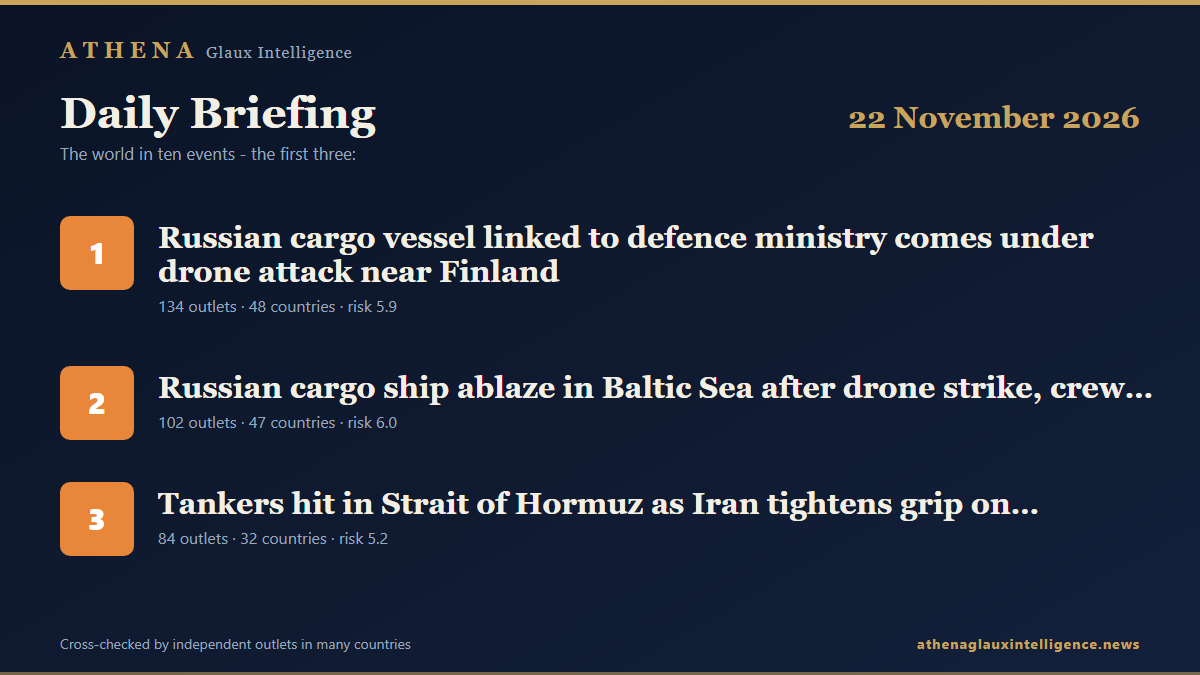 ATHENA Glaux Intelligence
Daily Briefing
22 November 2026
The world in ten events - the first three:
1
Russian cargo vessel linked to defence ministry comes under
drone attack near Finland
134 outlets · 48 countries · risk 5.9
2
Russian cargo ship ablaze in Baltic Sea after drone strike, crew...
102 outlets · 47 countries · risk 6.0
3
Tankers hit in Strait of Hormuz as Iran tightens grip on...
84 outlets · 32 countries · risk 5.2
Cross-checked by independent outlets in many countries
athenaglauxintelligence.news